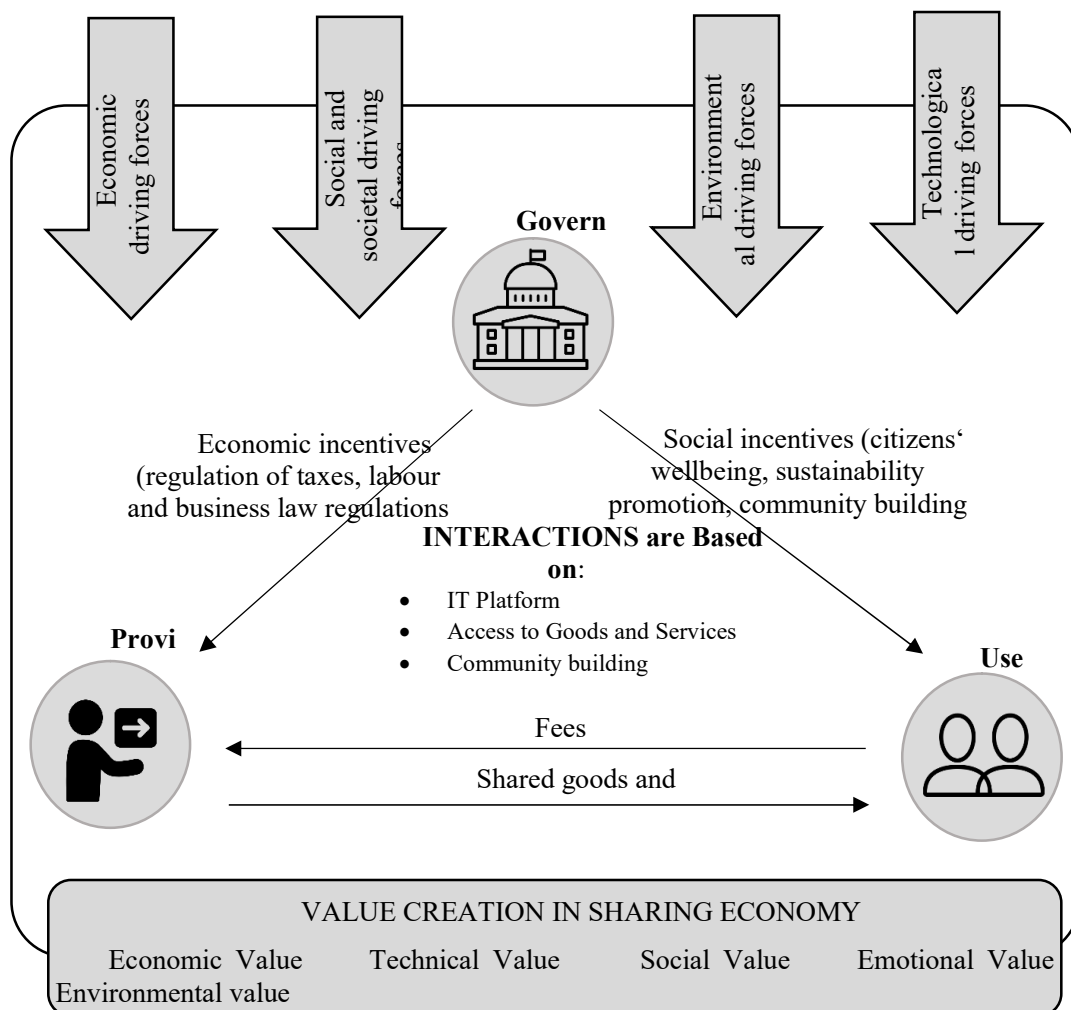 Economic
driving forces
Social and
societal driving
forces
Environment
al driving forces
Technologica
l driving forces
Govern
Economic incentives
(regulation of taxes, labour
and business law regulations
Social incentives (citizens‘
wellbeing, sustainability
promotion, community building
INTERACTIONS are Based
on:
• IT Platform
• Access to Goods and Services
• Community building
Provi
Use
Fees
Shared goods and
VALUE CREATION IN SHARING ECONOMY
Economic Value Technical Value Social Value Emotional Value
Environmental value